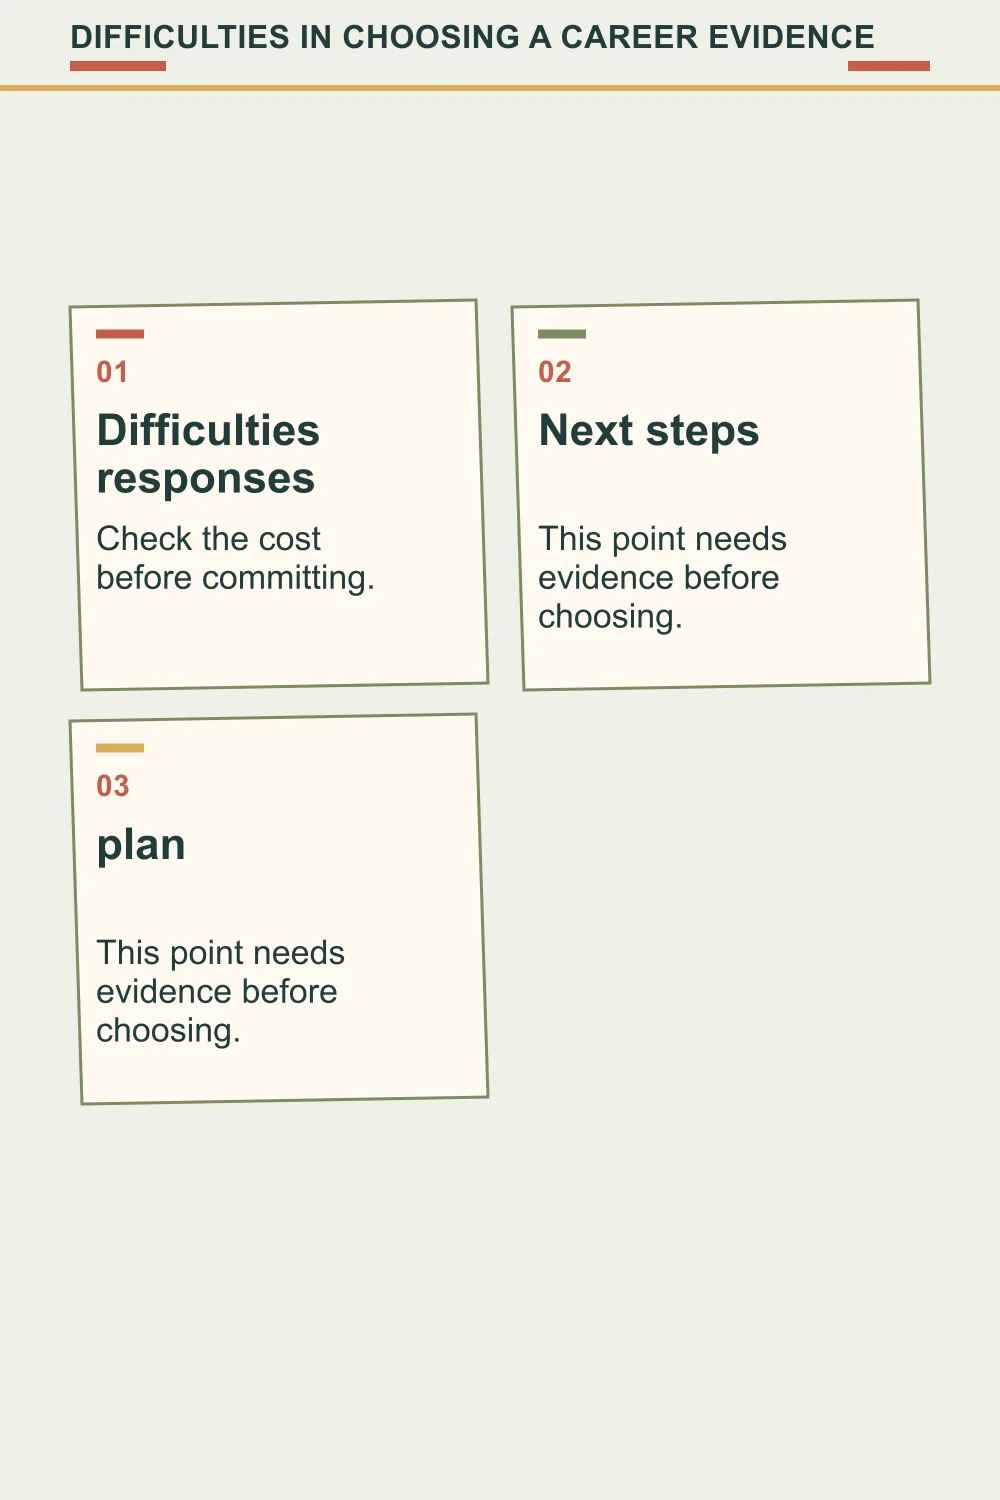 DIFFICULTIES IN CHOOSING A CAREER EVIDENCE
01
Difficulties
responses
Check the cost
before committing.
02
Next steps
This point needs
evidence before
choosing.
03
plan
This point needs
evidence before
choosing.